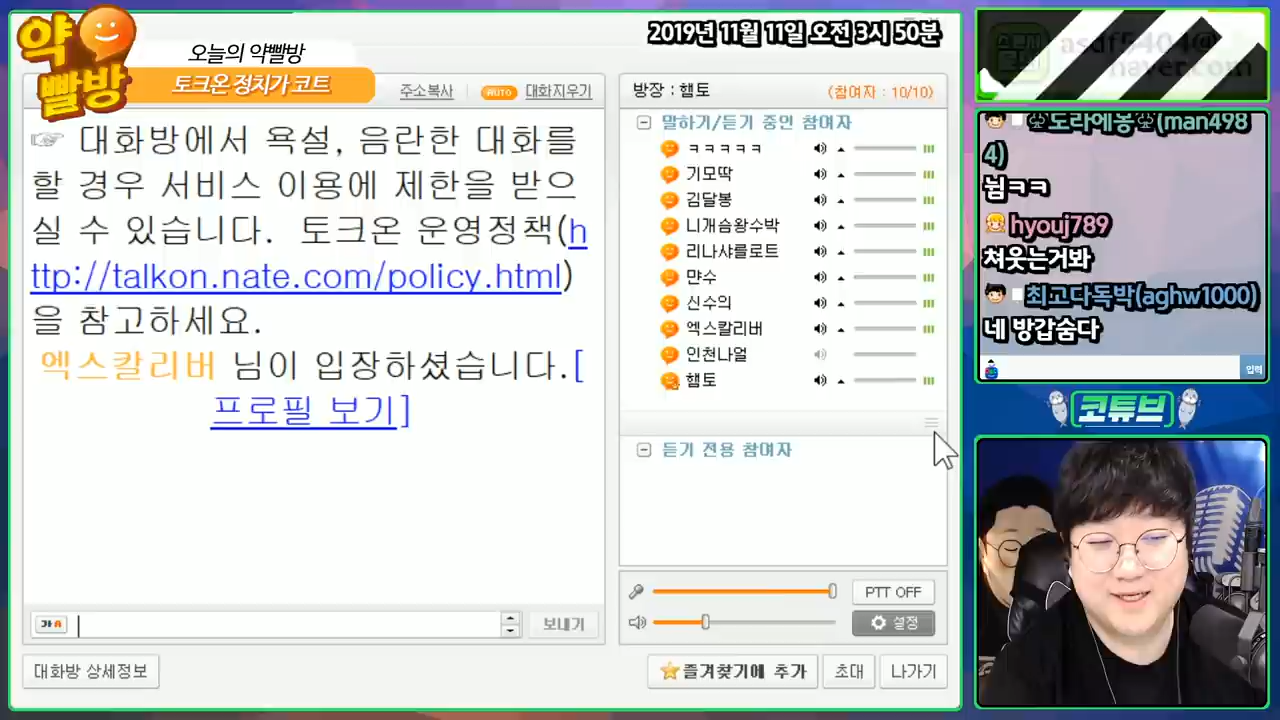 약빵방
오늘의 약빨방
토크온 정치가 코트
2019년 11월 11일 오전 3시 50분
주소복사
AUTO
대화지우기
☞ 대화방에서 욕설, 음란한 대화를
할 경우 서비스 이용에 제한을 받으
실 수 있습니다. 토크온 운영정책(h
ttp://talkon.nate.com/policy.html)
을 참고하세요.
엑스칼리버 님이 입장하셨습니다.[
프로필 보기]
가A
보내기
대화방 상세정보
방장 : 햄토
(참여자 : 10/10)
말하기/듣기 중인 참여자
ㅋㅋㅋㅋㅋ
기모딱
김달봉
니개슴왕수박
리나샤를로트
먄수
신수의
엑스칼리버
인천나얼
햄토
듣기 전용 참여자
PTT OFF
설정
즐겨찾기에 추가
초대
나가기
asdf5404@
naver.com
♧도라에몽♧(man498
4)
뷤ㅋㅋ
hyouj789
쳐웃는거봐
최고다독박(aghw1000)
네 방갑숨다
입력
코튜브